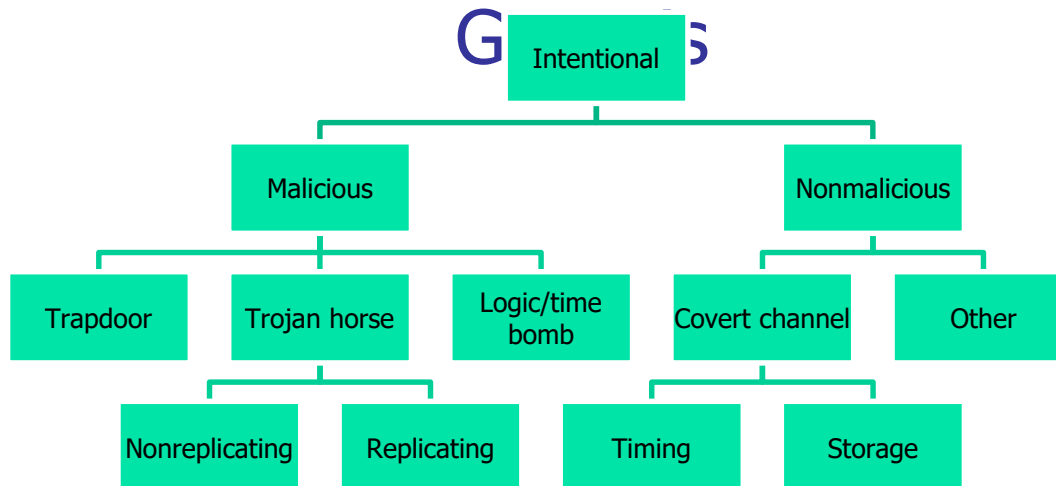 Intentional
Malicious
Nonmalicious
Trapdoor
Trojan horse
Logic/time
bomb
Covert channel
Other
Nonreplicating
Replicating
Timing
Storage